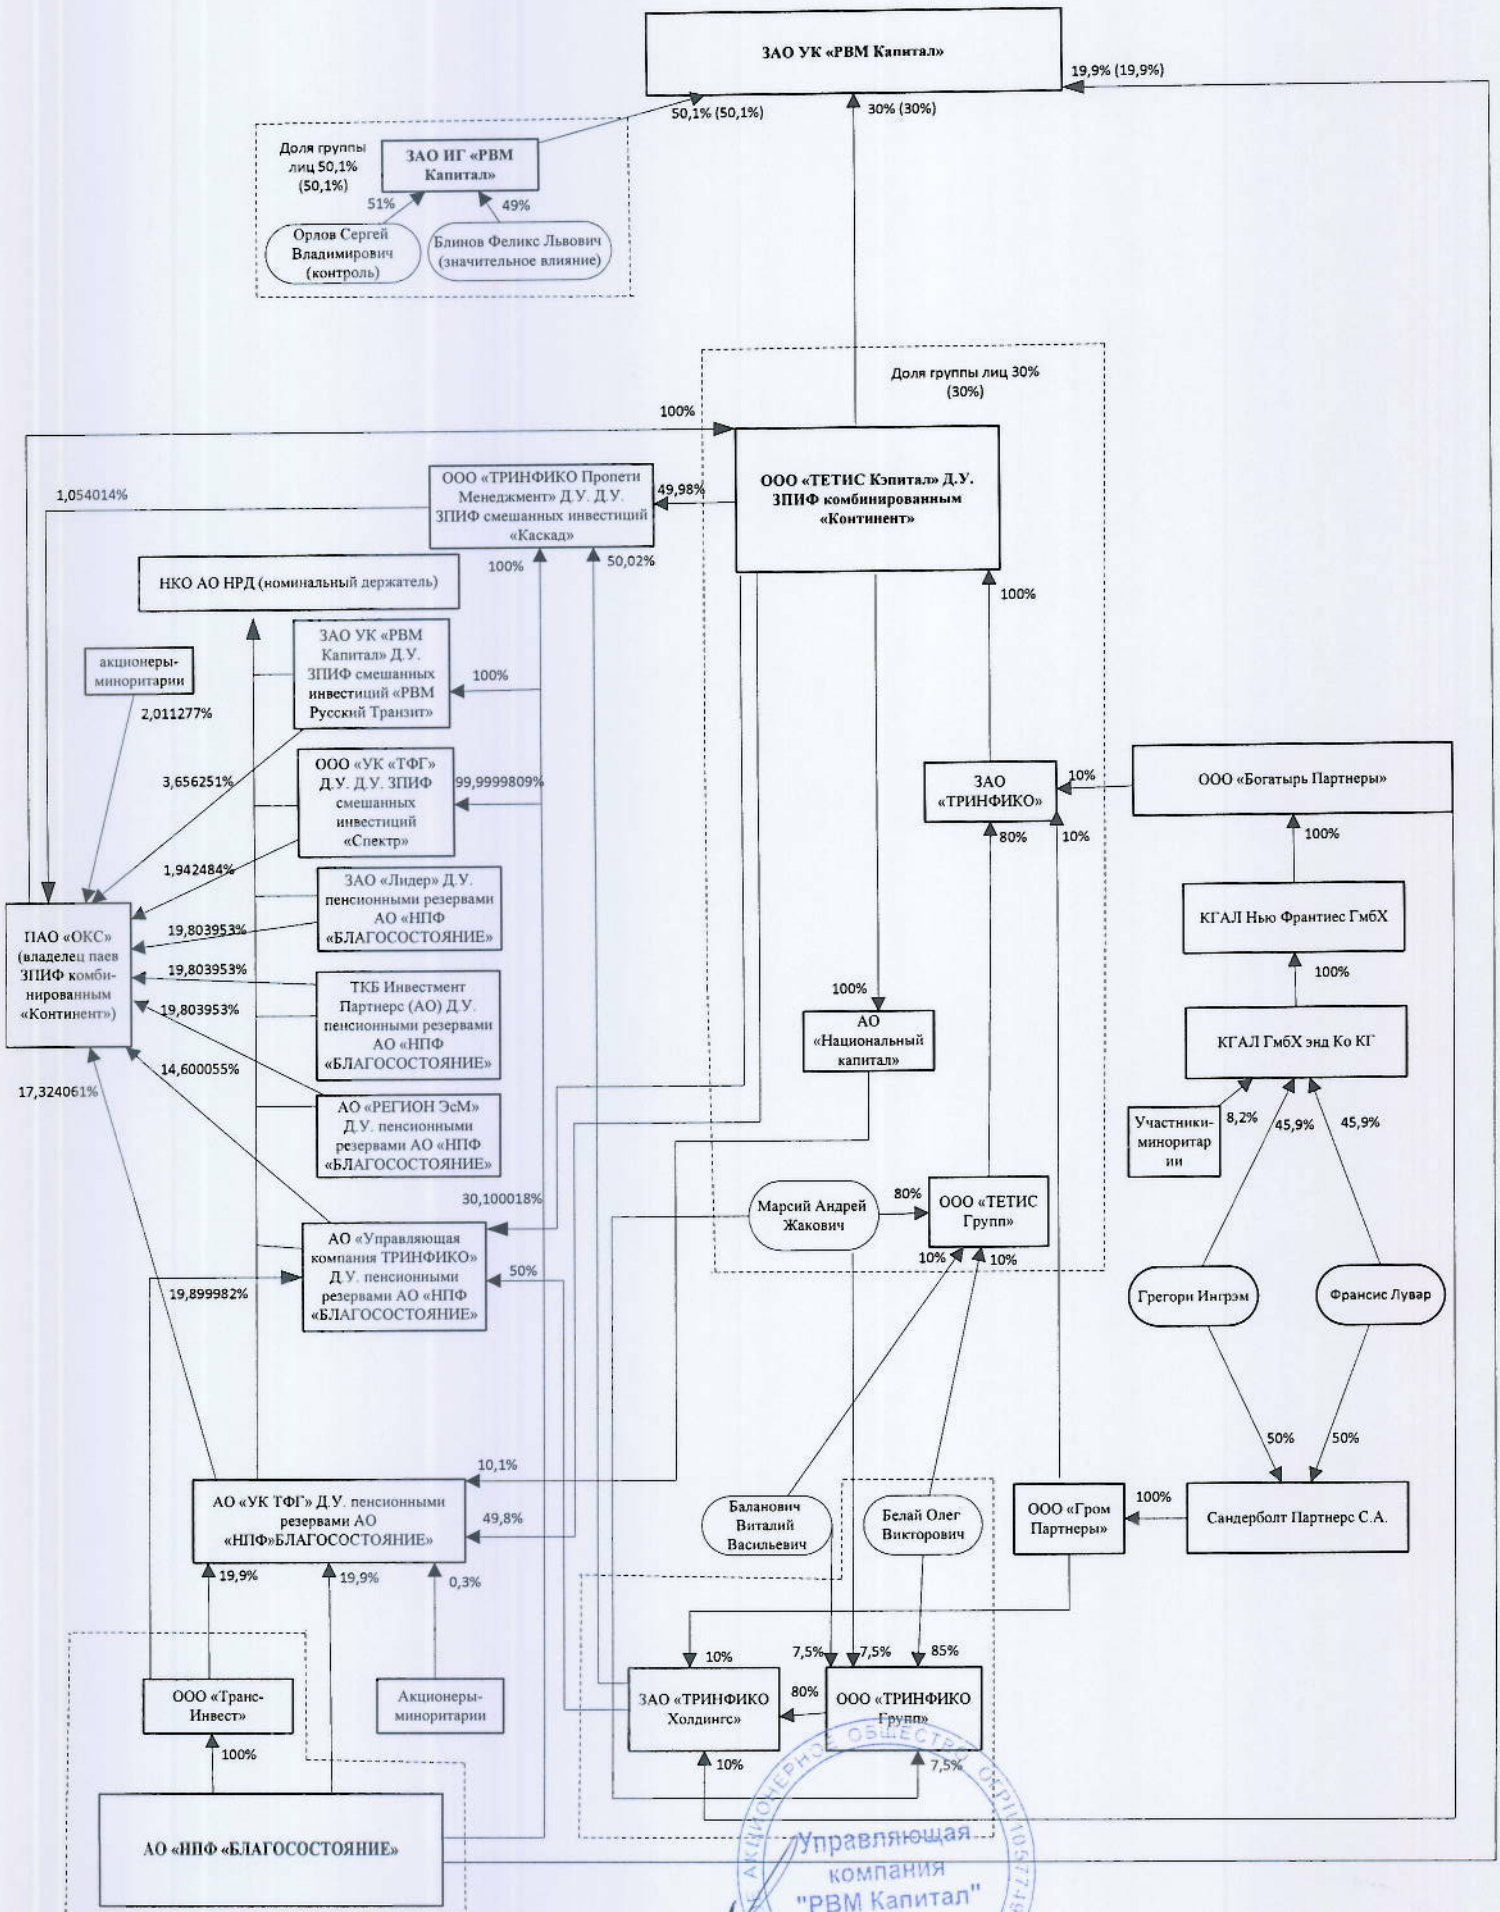 ЗАО УК «РВМ Капитал»
19,9% (19,9%)
50,1% (50,1%)
30% (30%)
Доля группы
лиц 50,1%
(50,1%)
ЗАО ИГ «РВМ
Капитал»
51%
49%
Орлов Сергей
Владимирович
(контроль)
Блинов Феликс Львович
(значительное влияние)
Доля группы лиц 30%
(30%)
100%
ООО «ТЕТИС Кэпитал» Д.У.
ЗПИФ комбинированным
«Континент»
ООО «ТРИНФИКО Пропети
Менеджмент» Д.У. Д.У.
ЗПИФ смешанных инвестиций
«Каскад»
49,98%
1,054014%
100%
50,02%
100%
НКО АО НРД (номинальный держатель)
акционеры-
миноритарии
2,011277%
ЗАО УК «РВМ
Капитал» Д.У.
ЗПИФ смешанных
инвестиций «РВМ
Русский Транзит»
100%
3,656251%
ООО «УК «ТФГ»
Д.У. Д.У. ЗПИФ
смешанных
инвестиций
«Спектр»
99,9999809%
1,942484%
ЗАО
«ТРИНФИКО»
10%
ООО «Богатырь Партнеры»
80%
10%
100%
ЗАО «Лидер» Д.У.
пенсионными резервами
АО «НПФ
«БЛАГОСОСТОЯНИЕ»
19,803953%
ПАО «ОКС»
(владелец паев
ЗПИФ комби-
нированным
«Континент»)
19,803953%
19,803953%
ТКБ Инвестмент
Партнерс (АО) Д.У.
пенсионными резервами
АО «НПФ
«БЛАГОСОСТОЯНИЕ»
КГАЛ Нью Франтиес ГмбХ
100%
100%
АО
«Национальный
капитал»
КГАЛ ГмбХ энд Ко КГ
14,600055%
17,324061%
АО «РЕГИОН ЭсМ»
Д.У. пенсионными
резервами АО «НПФ
«БЛАГОСОСТОЯНИЕ»
Участники-
миноритар
ии
8,2%
45,9%
45,9%
30,100018%
Марсий Андрей
Жакович
80%
ООО «ТЕТИС
Групп»
10%
10%
АО «Управляющая
компания ТРИНФИКО»
Д.У. пенсионными
резервами АО «НПФ
«БЛАГОСОСТОЯНИЕ»
50%
19,899982%
Грегори Ингрэм
Франсис Лувар
50%
50%
10,1%
АО «УК ТФГ» Д.У. пенсионными
резервами АО
«НПФ»БЛАГОСОСТОЯНИЕ»
49,8%
Баланович
Виталий
Васильевич
Белай Олег
Викторович
ООО «Гром
Партнеры»
100%
Сандерболт Партнерс С.А.
19,9%
19,9%
0,3%
10%
7,5%
7,5%
85%
ООО «Транс-
Инвест»
Акционеры-
миноритарии
ЗАО «ТРИНФИКО
Холдингс»
80%
ООО «ТРИНФИКО
Групп»
100%
10%
7,5%
АО «НПФ «БЛАГОСОСТОЯНИЕ»
АКЦИОНЕРНОЕ ОБЩЕСТВО
ОГРН 1057749
Управляющая
компания
"РВМ Капитал"